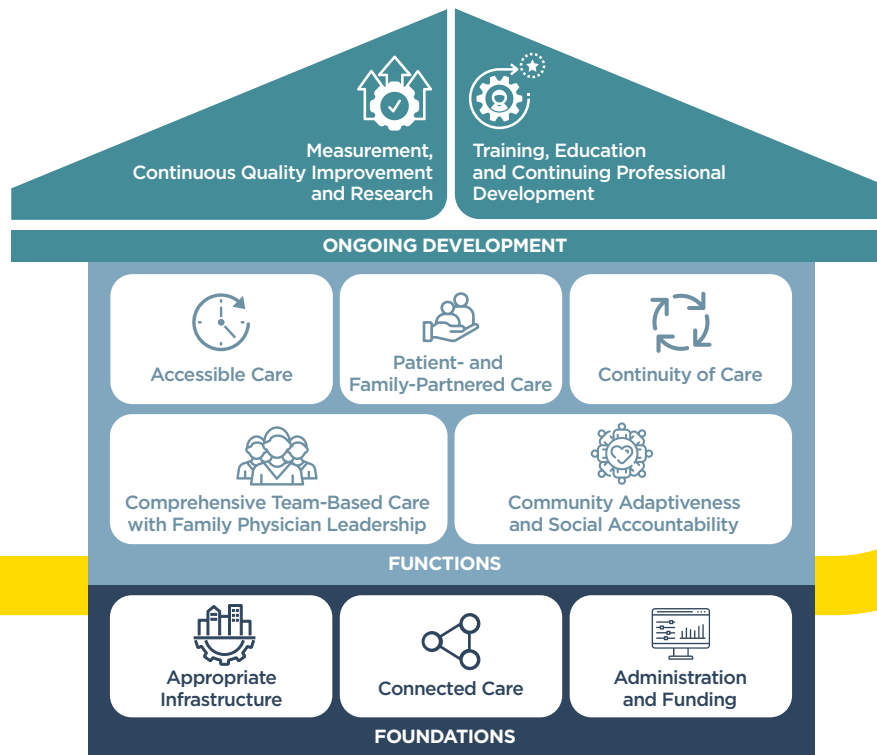 Measurement,
Continuous Quality Improvement
and Research
Training, Education
and Continuing Professional
Development
ONGOING DEVELOPMENT
Accessible Care
Patient- and
Family-Partnered Care
Continuity of Care
Comprehensive Team-Based Care
with Family Physician Leadership
Community Adaptiveness
and Social Accountability
FUNCTIONS
Appropriate
Infrastructure
Connected Care
Administration
and Funding
FOUNDATIONS